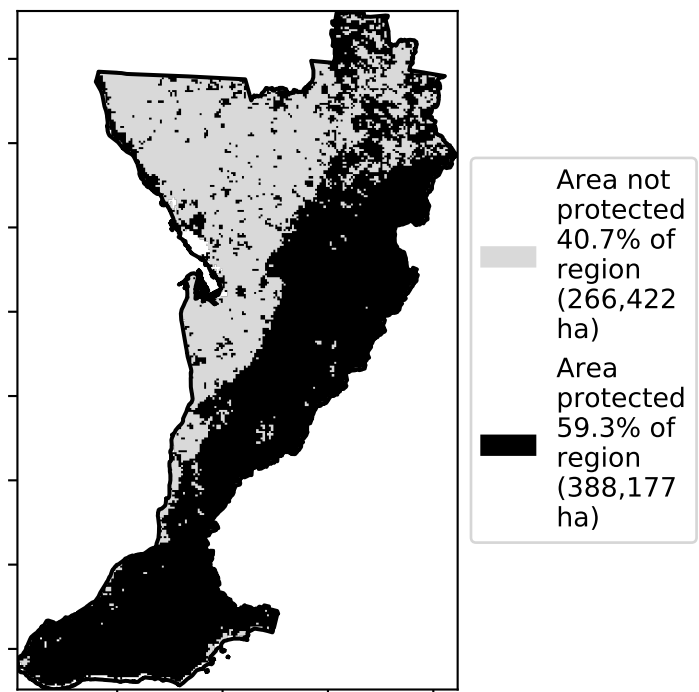 Area not
protected
40.7% of
region
(266,422
ha)
Area
protected
59.3% of
region
(388,177
ha)